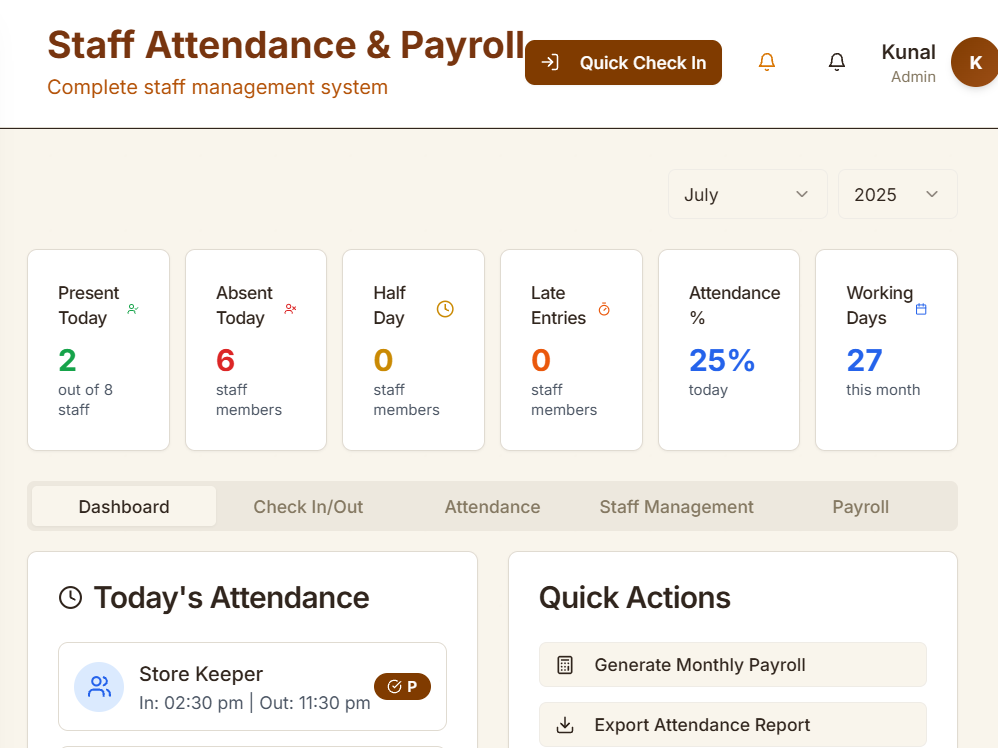 Staff Attendance & Payroll
Complete staff management system
Quick Check In
Kunal
Admin
K
July
2025
Present
Today
2
out of 8
staff
Absent
Today
6
staff
members
Half
Day
0
staff
members
Late
Entries
0
staff
members
Attendance
%
25%
today
Working
Days
27
this month
Dashboard
Check In/Out
Attendance
Staff Management
Payroll
Today's Attendance
Store Keeper
In: 02:30 pm | Out: 11:30 pm
P
Quick Actions
Generate Monthly Payroll
Export Attendance Report